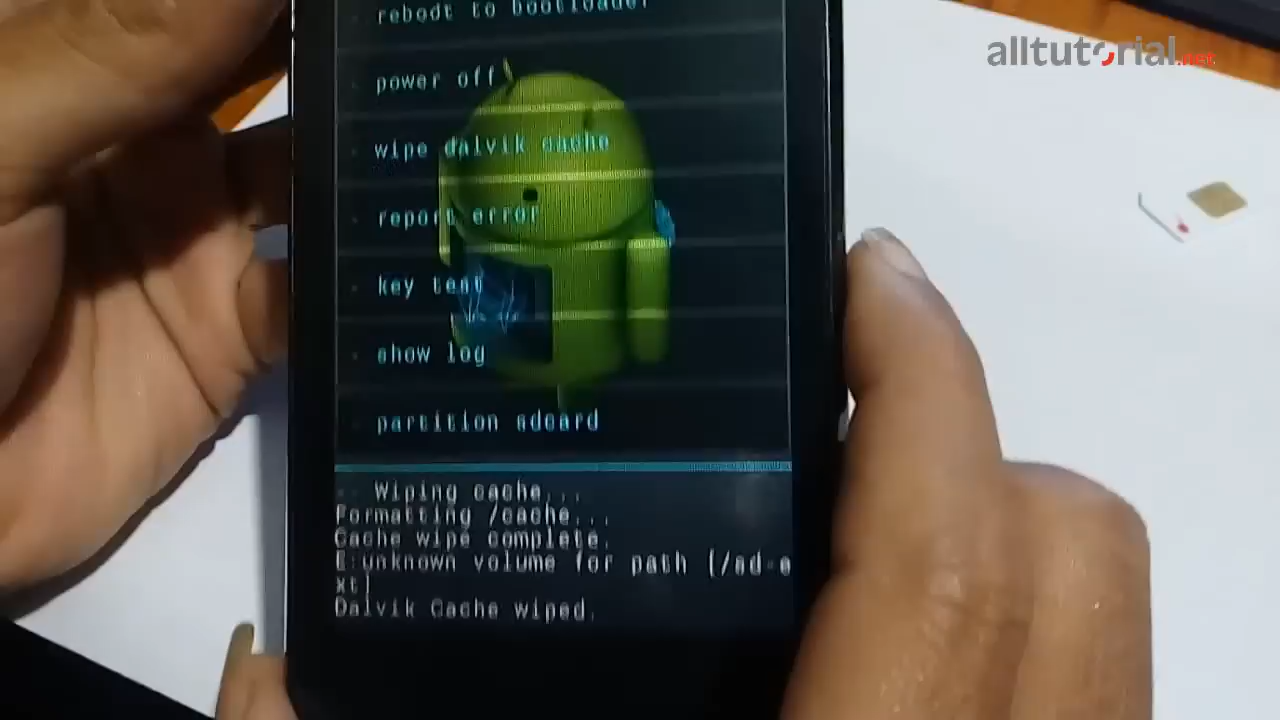 alltutorial.net
- reboot to bootloader
- power off
- wipe dalvik cache
- report error
- key test
- show log
- partition sdcard
-- Wiping cache...
Formatting /cache...
Cache wipe complete.
E:unknown volume for path [/sd-e
xt]
Dalvik Cache wiped.